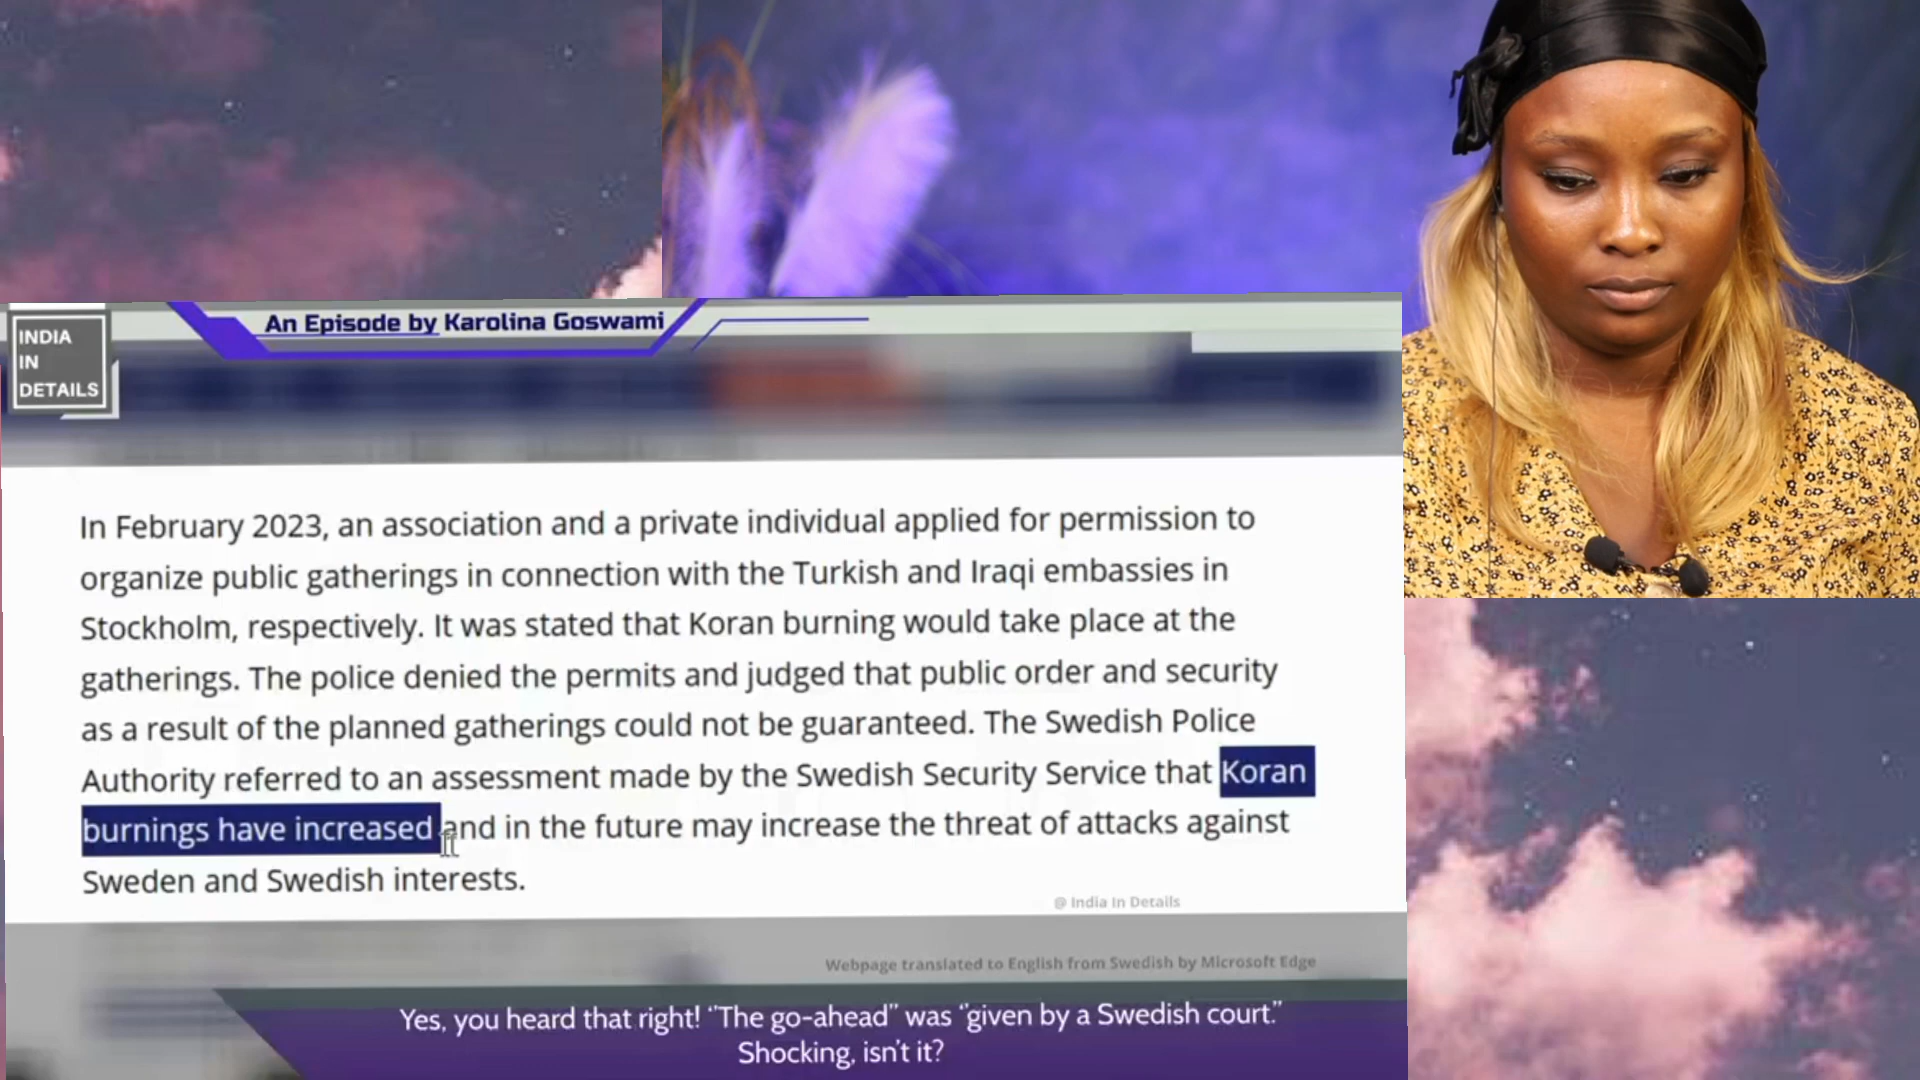 An Episode by Karolina Goswami
INDIA
IN
DETAILS
In February 2023, an association and a private individual applied for permission to
organize public gatherings in connection with the Turkish and Iraqi embassies in
Stockholm, respectively. It was stated that Koran burning would take place at the
gatherings. The police denied the permits and judged that public order and security
as a result of the planned gatherings could not be guaranteed. The Swedish Police
Authority referred to an assessment made by the Swedish Security Service that Koran
burnings have increased and in the future may increase the threat of attacks against
Sweden and Swedish interests.
@ India In Details
Webpage translated to English from Swedish by Microsoft Edge
Yes, you heard that right! "The go-ahead" was "given by a Swedish court."
Shocking, isn't it?